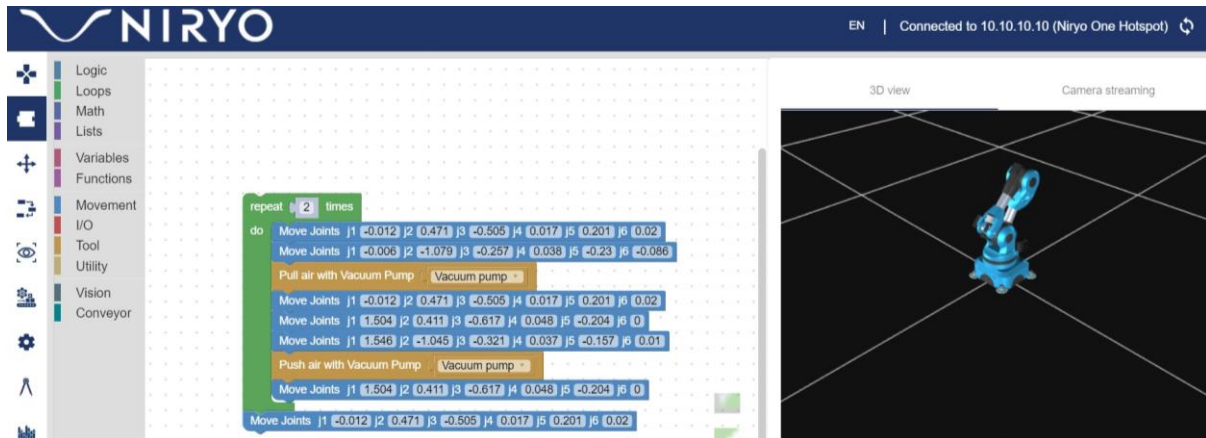 NIRYO
EN | Connected to 10.10.10.10 (Niryo One Hotspot)
Logic
Loops
Math
Lists
Variables
Functions
Movement
I/O
Tool
Utility
Vision
Conveyor
repeat 2 times
do Move Joints j1 -0.012 j2 0.471 j3 -0.505 j4 0.017 j5 0.201 j6 0.02
Move Joints j1 -0.006 j2 -1.079 j3 -0.257 j4 0.038 j5 -0.23 j6 -0.086
Pull air with Vacuum Pump Vacuum pump
Move Joints j1 -0.012 j2 0.471 j3 -0.505 j4 0.017 j5 0.201 j6 0.02
Move Joints j1 1.504 j2 0.411 j3 -0.617 j4 0.048 j5 -0.204 j6 0
Move Joints j1 1.546 j2 -1.045 j3 -0.321 j4 0.037 j5 -0.157 j6 0.01
Push air with Vacuum Pump Vacuum pump
Move Joints j1 1.504 j2 0.411 j3 -0.617 j4 0.048 j5 -0.204 j6 0
Move Joints j1 -0.012 j2 0.471 j3 -0.505 j4 0.017 j5 0.201 j6 0.02
3D view
Camera streaming